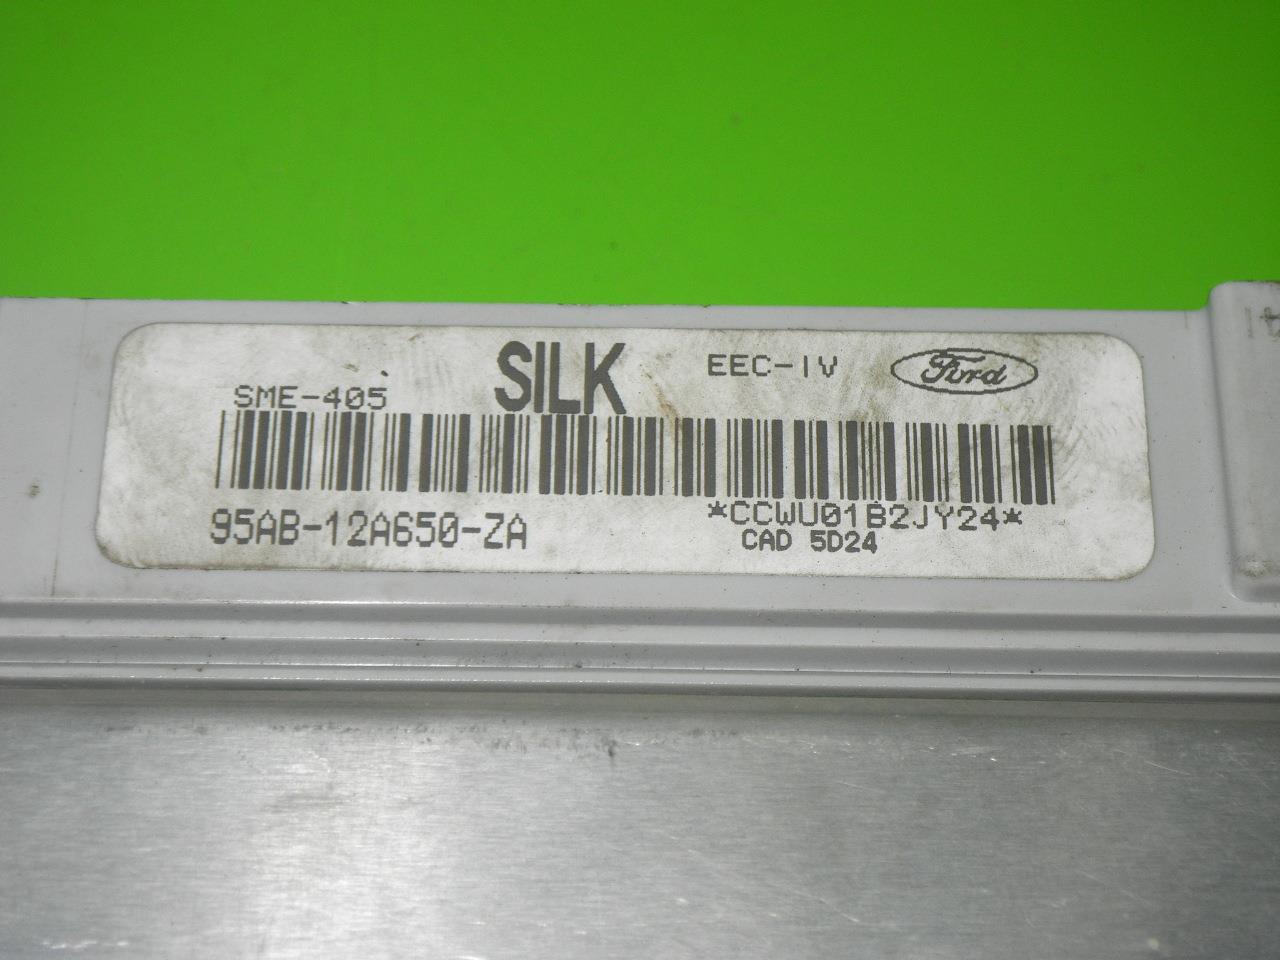 SILK
EEC-IV
Ford
SME-405
95AB-12A650-ZA
*CCWU01B2JY24*
CAD 5D24